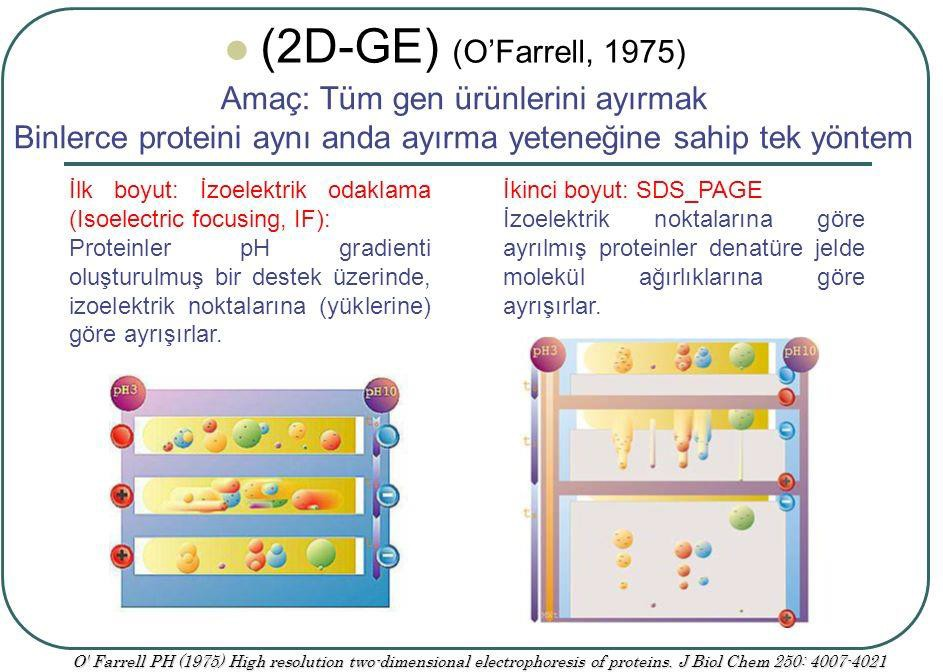 (2D-GE) (O’Farrell, 1975)
Amaç: Tüm gen ürünlerini ayırmak
Binlerce proteini aynı anda ayırma yeteneğine sahip tek yöntem
İlk boyut: İzoelektrik odaklama
(Isoelectric focusing, IF):
Proteinler pH gradienti
oluşturulmuş bir destek üzerinde,
izoelektrik noktalarına (yüklerine)
göre ayrışırlar.
İkinci boyut: SDS_PAGE
İzoelektrik noktalarına göre
ayrılmış proteinler denatüre jelde
molekül ağırlıklarına göre
ayrışırlar.
pH3
pH10
pH3
pH10
O' Farrell PH (1975) High resolution two-dimensional electrophoresis of proteins. J Biol Chem 250: 4007-4021